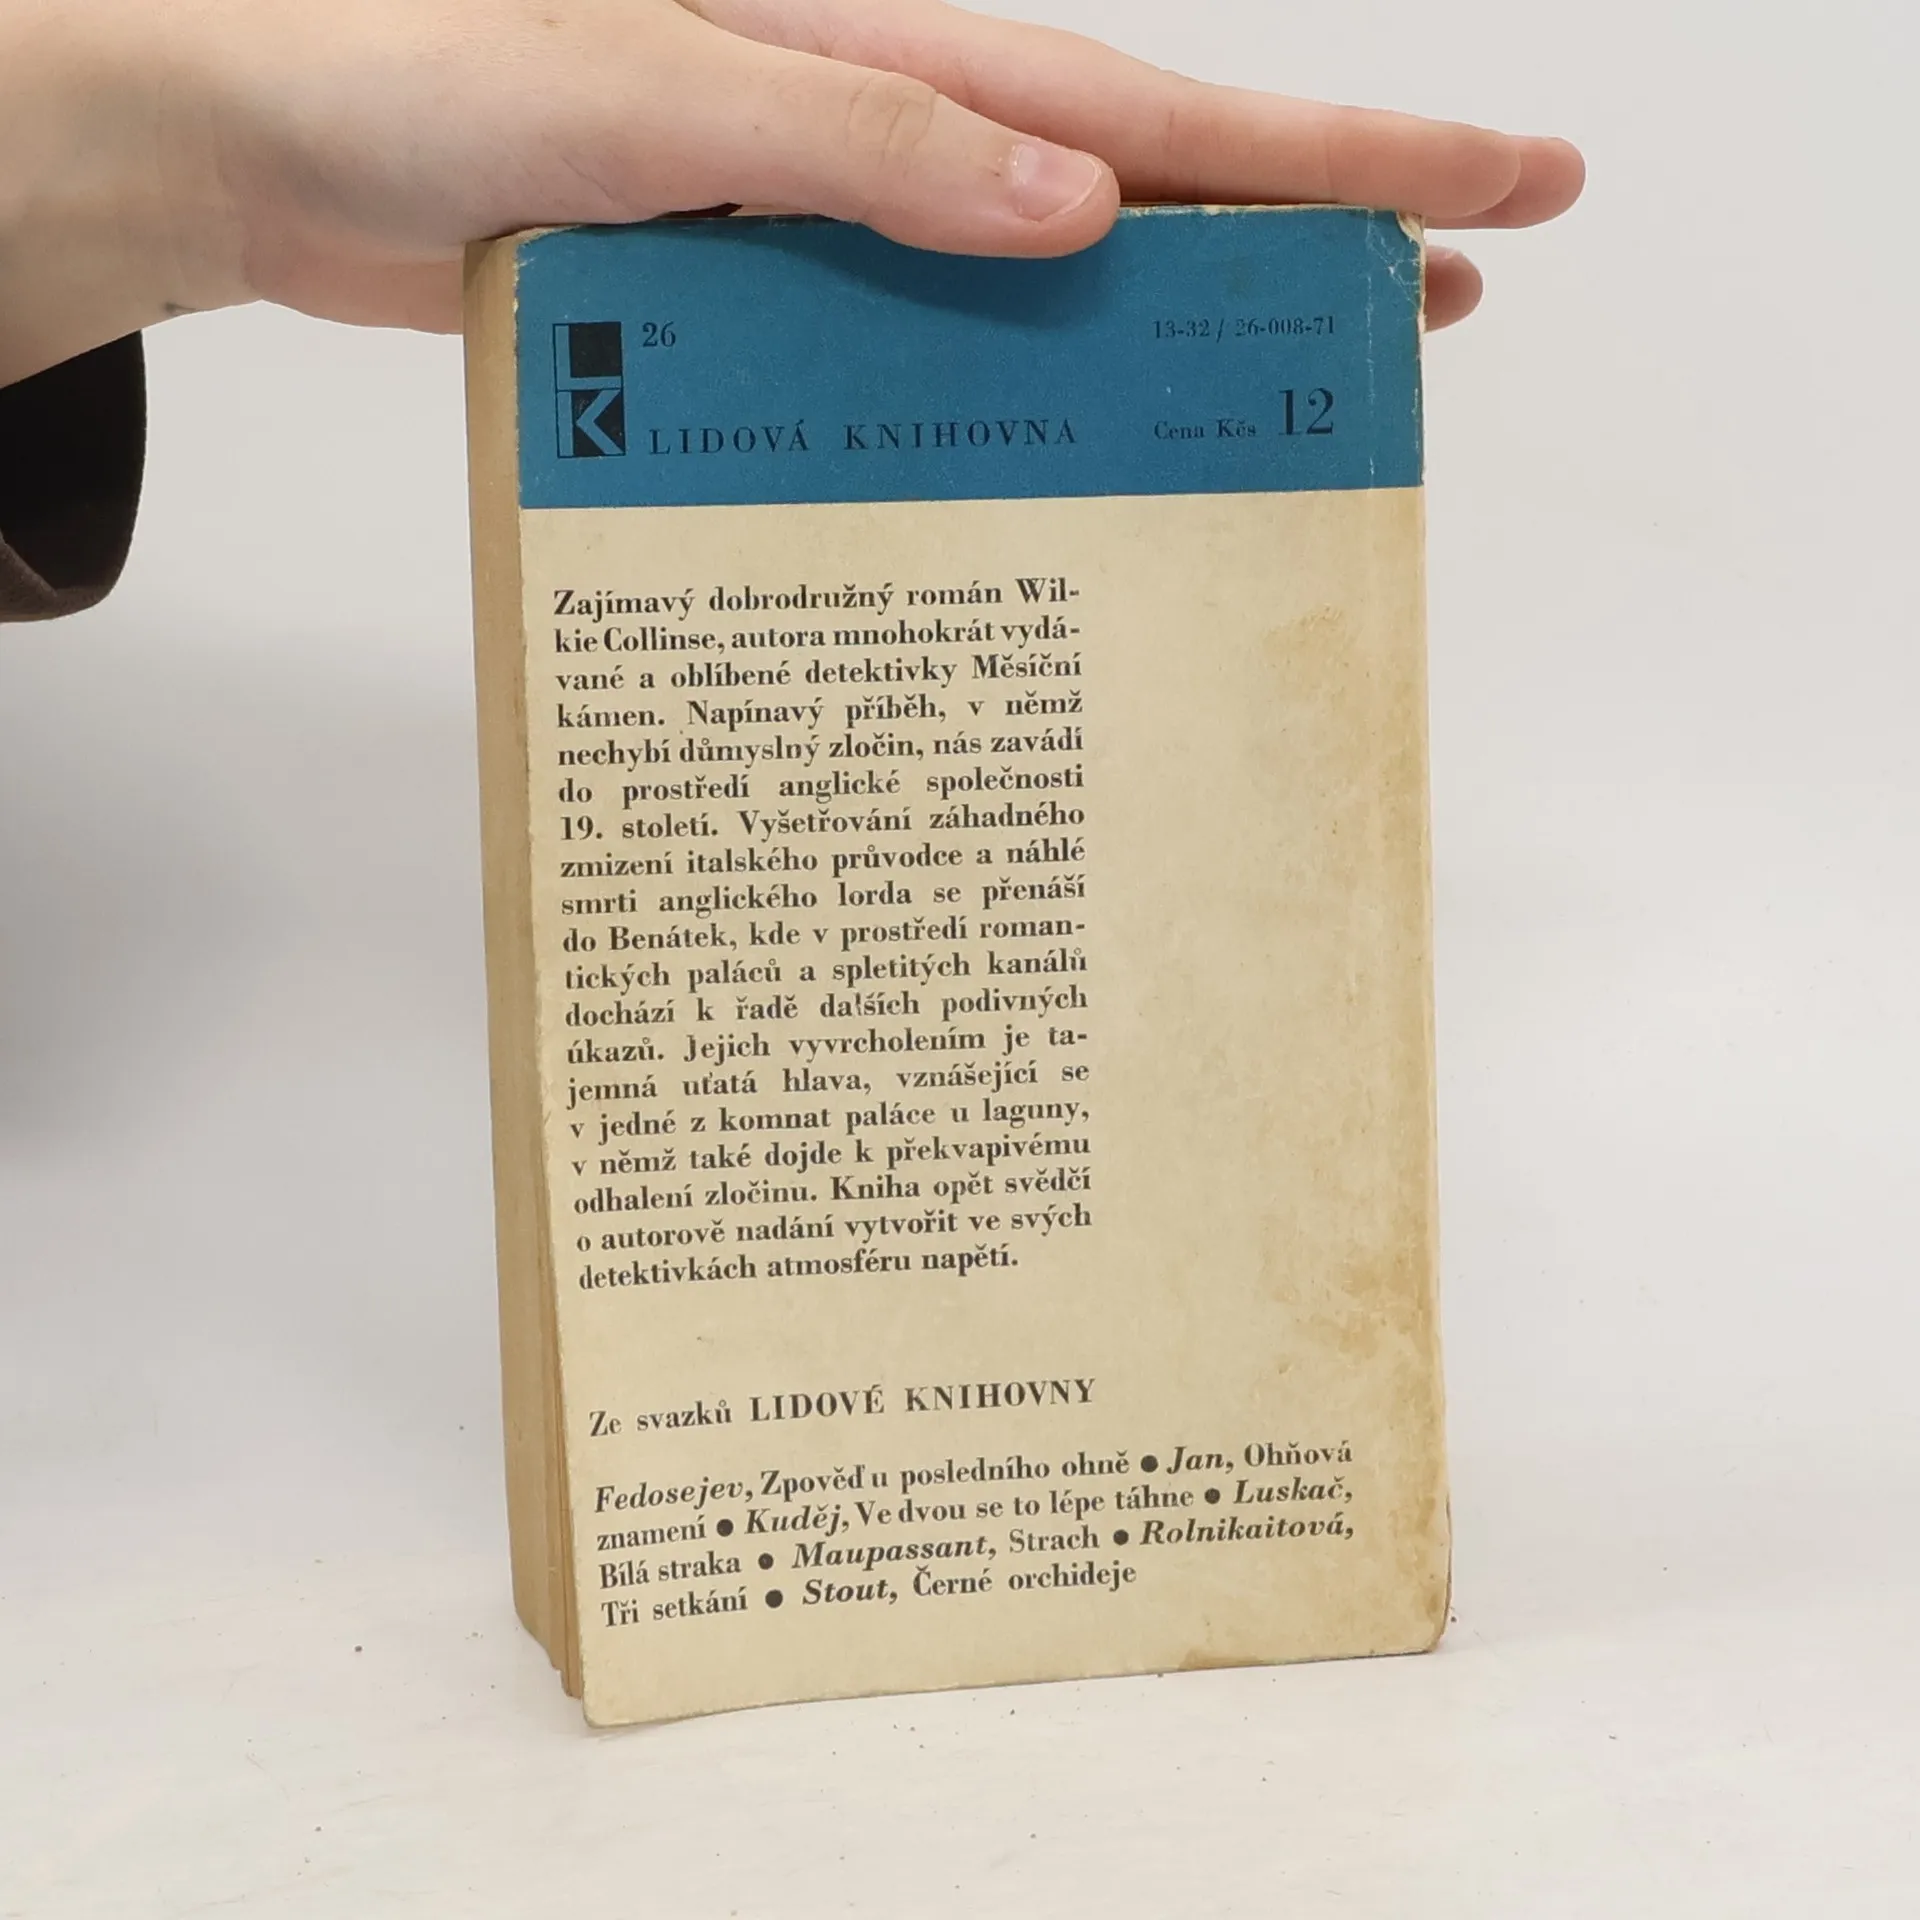 LK
26
13-32 / 26-008-71
LIDOVÁ KNIHOVNA
Cena Kčs 12
Zajímavý dobrodružný román Wil-
kie Collinse, autora mnohokrát vydá-
vané a oblíbené detektivky Měsíční
kámen. Napínavý příběh, v němž
nechybí důmyslný zločin, nás zavádí
do prostředí anglické společnosti
19. století. Vyšetřování záhadného
zmizení italského průvodce a náhlé
smrti anglického lorda se přenáší
do Benátek, kde v prostředí roman-
tických paláců a spletitých kanálů
dochází k řadě dalších podivných
úkazů. Jejich vyvrcholením je ta-
jemná uťatá hlava, vznášející se
v jedné z komnat paláce u laguny,
v němž také dojde k překvapivému
odhalení zločinu. Kniha opět svědčí
o autorově nadání vytvořit ve svých
detektivkách atmosféru napětí.
Ze svazků LIDOVÉ KNIHOVNY
Fedosejev, Zpověď u posledního ohně ● Jan, Ohňová
znamení ● Kuděj, Ve dvou se to lépe táhne ● Luskač,
Bílá straka ● Maupassant, Strach ● Rolnikaitová,
Tři setkání ● Stout, Černé orchideje